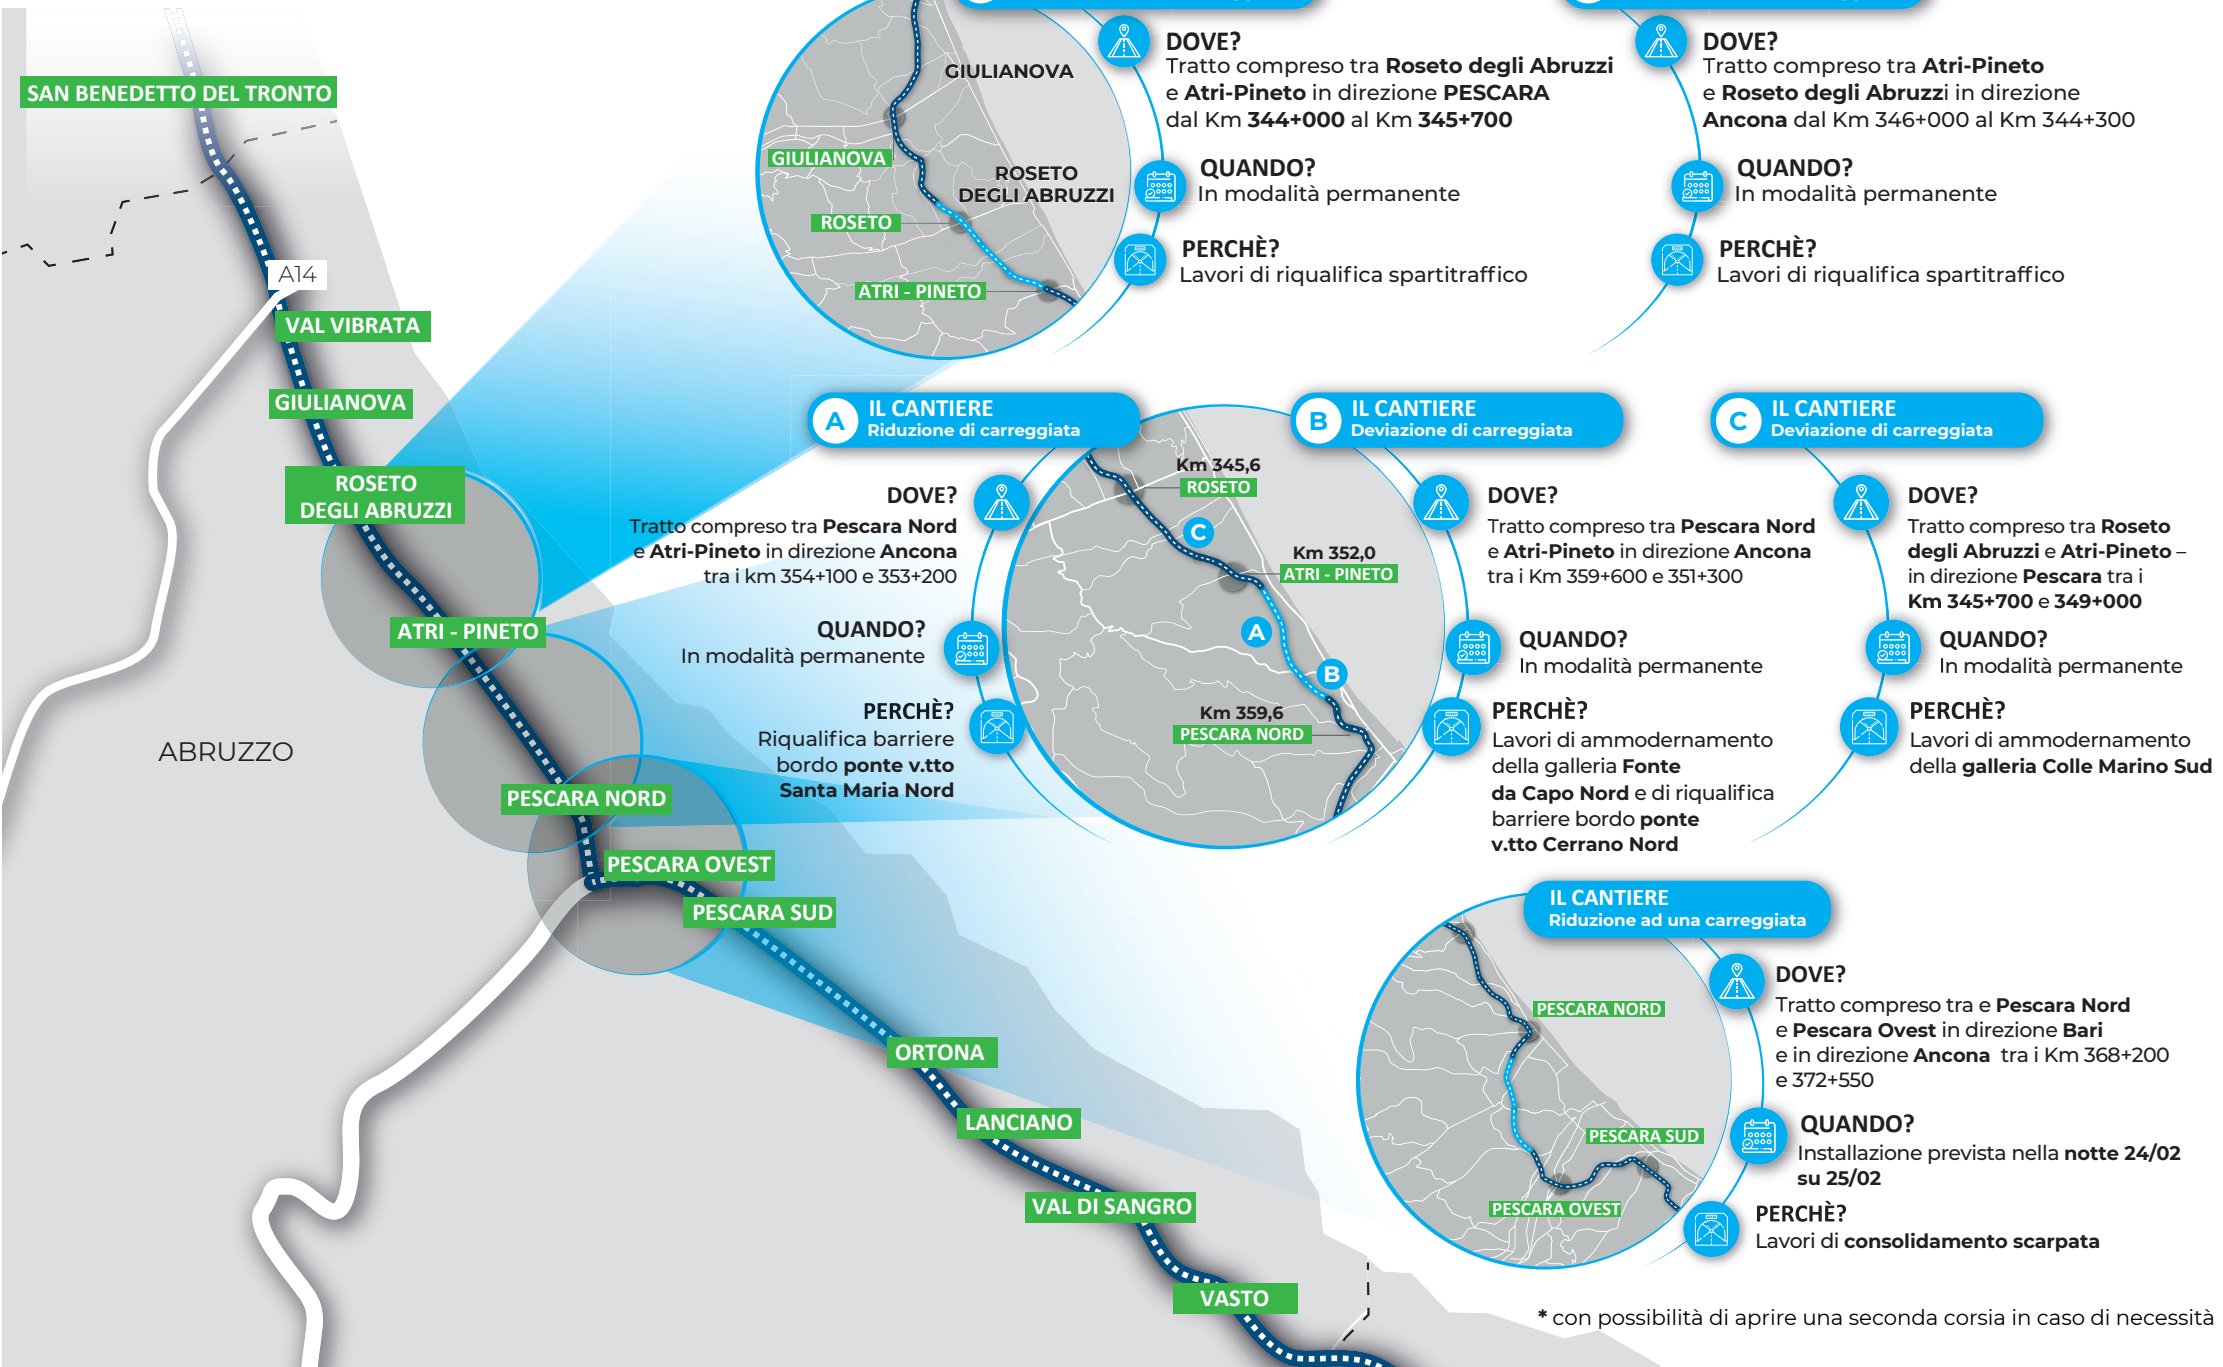 SAN BENEDETTO DEL TRONTO
A14
VAL VIBRATA
GIULIANOVA
ROSETO
DEGLI ABRUZZI
ATRI - PINETO
ABRUZZO
PESCARA NORD
PESCARA OVEST
PESCARA SUD
ORTONA
LANCIANO
VAL DI SANGRO
VASTO
GIULIANOVA
GIULIANOVA
ROSETO
DEGLI ABRUZZI
ROSETO
ATRI - PINETO
DOVE?
Tratto compreso tra Roseto degli Abruzzi
e Atri-Pineto in direzione PESCARA
dal Km 344+000 al Km 345+700
QUANDO?
In modalità permanente
PERCHÈ?
Lavori di riqualifica spartitraffico
DOVE?
Tratto compreso tra Atri-Pineto
e Roseto degli Abruzzi in direzione
Ancona dal Km 346+000 al Km 344+300
QUANDO?
In modalità permanente
PERCHÈ?
Lavori di riqualifica spartitraffico
A
IL CANTIERE
Riduzione di carreggiata
DOVE?
Tratto compreso tra Pescara Nord
e Atri-Pineto in direzione Ancona
tra i km 354+100 e 353+200
QUANDO?
In modalità permanente
PERCHÈ?
Riqualifica barriere
bordo ponte v.tto
Santa Maria Nord
Km 345,6
ROSETO
C
Km 352,0
ATRI - PINETO
A
B
Km 359,6
PESCARA NORD
B
IL CANTIERE
Deviazione di carreggiata
DOVE?
Tratto compreso tra Pescara Nord
e Atri-Pineto in direzione Ancona
tra i Km 359+600 e 351+300
QUANDO?
In modalità permanente
PERCHÈ?
Lavori di ammodernamento
della galleria Fonte
da Capo Nord e di riqualifica
barriere bordo ponte
v.tto Cerrano Nord
C
IL CANTIERE
Deviazione di carreggiata
DOVE?
Tratto compreso tra Roseto
degli Abruzzi e Atri-Pineto –
in direzione Pescara tra i
Km 345+700 e 349+000
QUANDO?
In modalità permanente
PERCHÈ?
Lavori di ammodernamento
della galleria Colle Marino Sud
IL CANTIERE
Riduzione ad una carreggiata
PESCARA NORD
PESCARA SUD
PESCARA OVEST
DOVE?
Tratto compreso tra e Pescara Nord
e Pescara Ovest in direzione Bari
e in direzione Ancona tra i Km 368+200
e 372+550
QUANDO?
Installazione prevista nella notte 24/02
su 25/02
PERCHÈ?
Lavori di consolidamento scarpata
* con possibilità di aprire una seconda corsia in caso di necessità